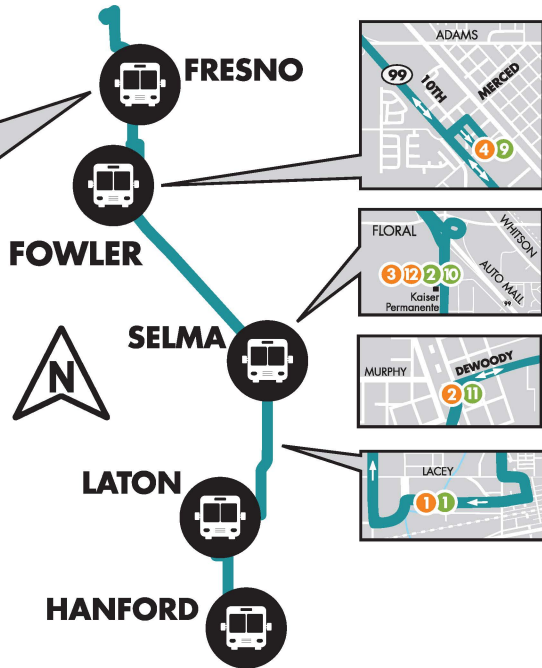 FRESNO
FOWLER
SELMA
N
LATON
HANFORD
ADAMS
99
10TH
MERCED
4 9
FLORAL
WHITSON
3 12 2 10
AUTO MALL
Kaiser
Permanente
99
MURPHY
DEWOODY
2 11
LACEY
1 1